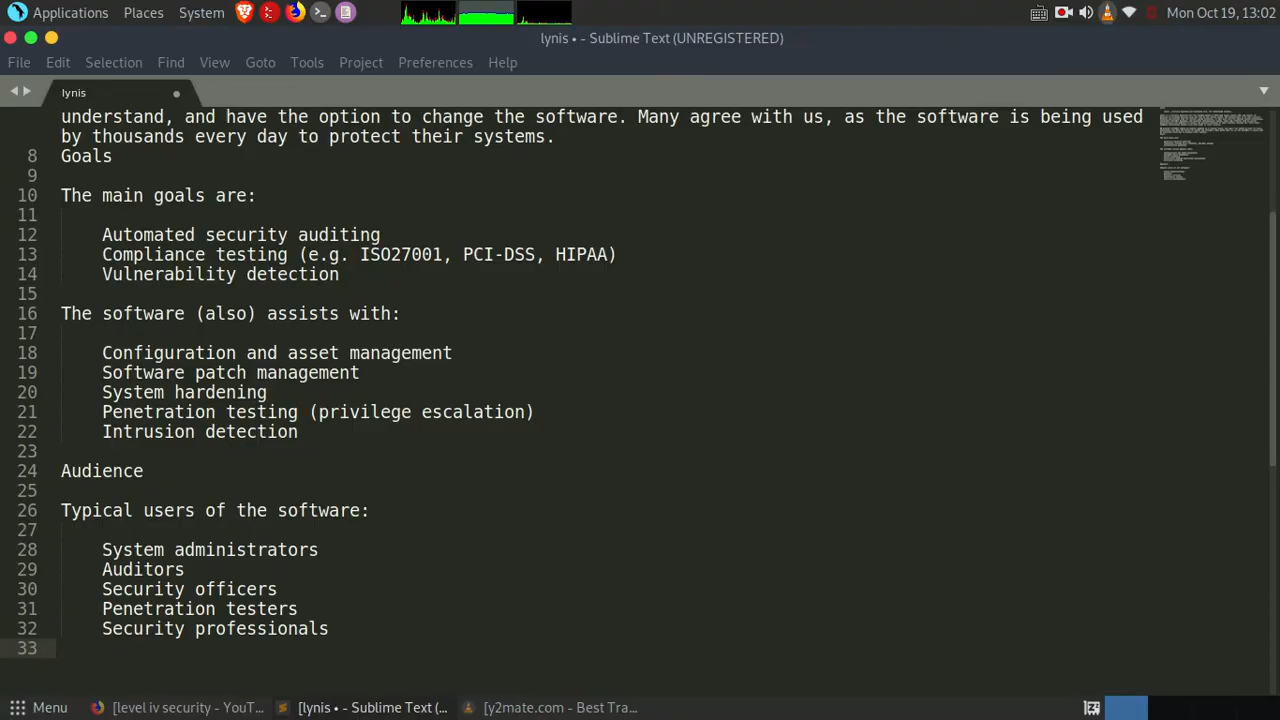 Applications Places System Mon Oct 19, 13:02
lynis • - Sublime Text (UNREGISTERED)
File Edit Selection Find View Goto Tools Project Preferences Help
lynis
understand, and have the option to change the software. Many agree with us, as the software is being used
by thousands every day to protect their systems.
8 Goals
9
10 The main goals are:
11
12 Automated security auditing
13 Compliance testing (e.g. ISO27001, PCI-DSS, HIPAA)
14 Vulnerability detection
15
16 The software (also) assists with:
17
18 Configuration and asset management
19 Software patch management
20 System hardening
21 Penetration testing (privilege escalation)
22 Intrusion detection
23
24 Audience
25
26 Typical users of the software:
27
28 System administrators
29 Auditors
30 Security officers
31 Penetration testers
32 Security professionals
33
Menu [level iv security - YouT... [lynis • - Sublime Text (... [y2mate.com - Best Tra...